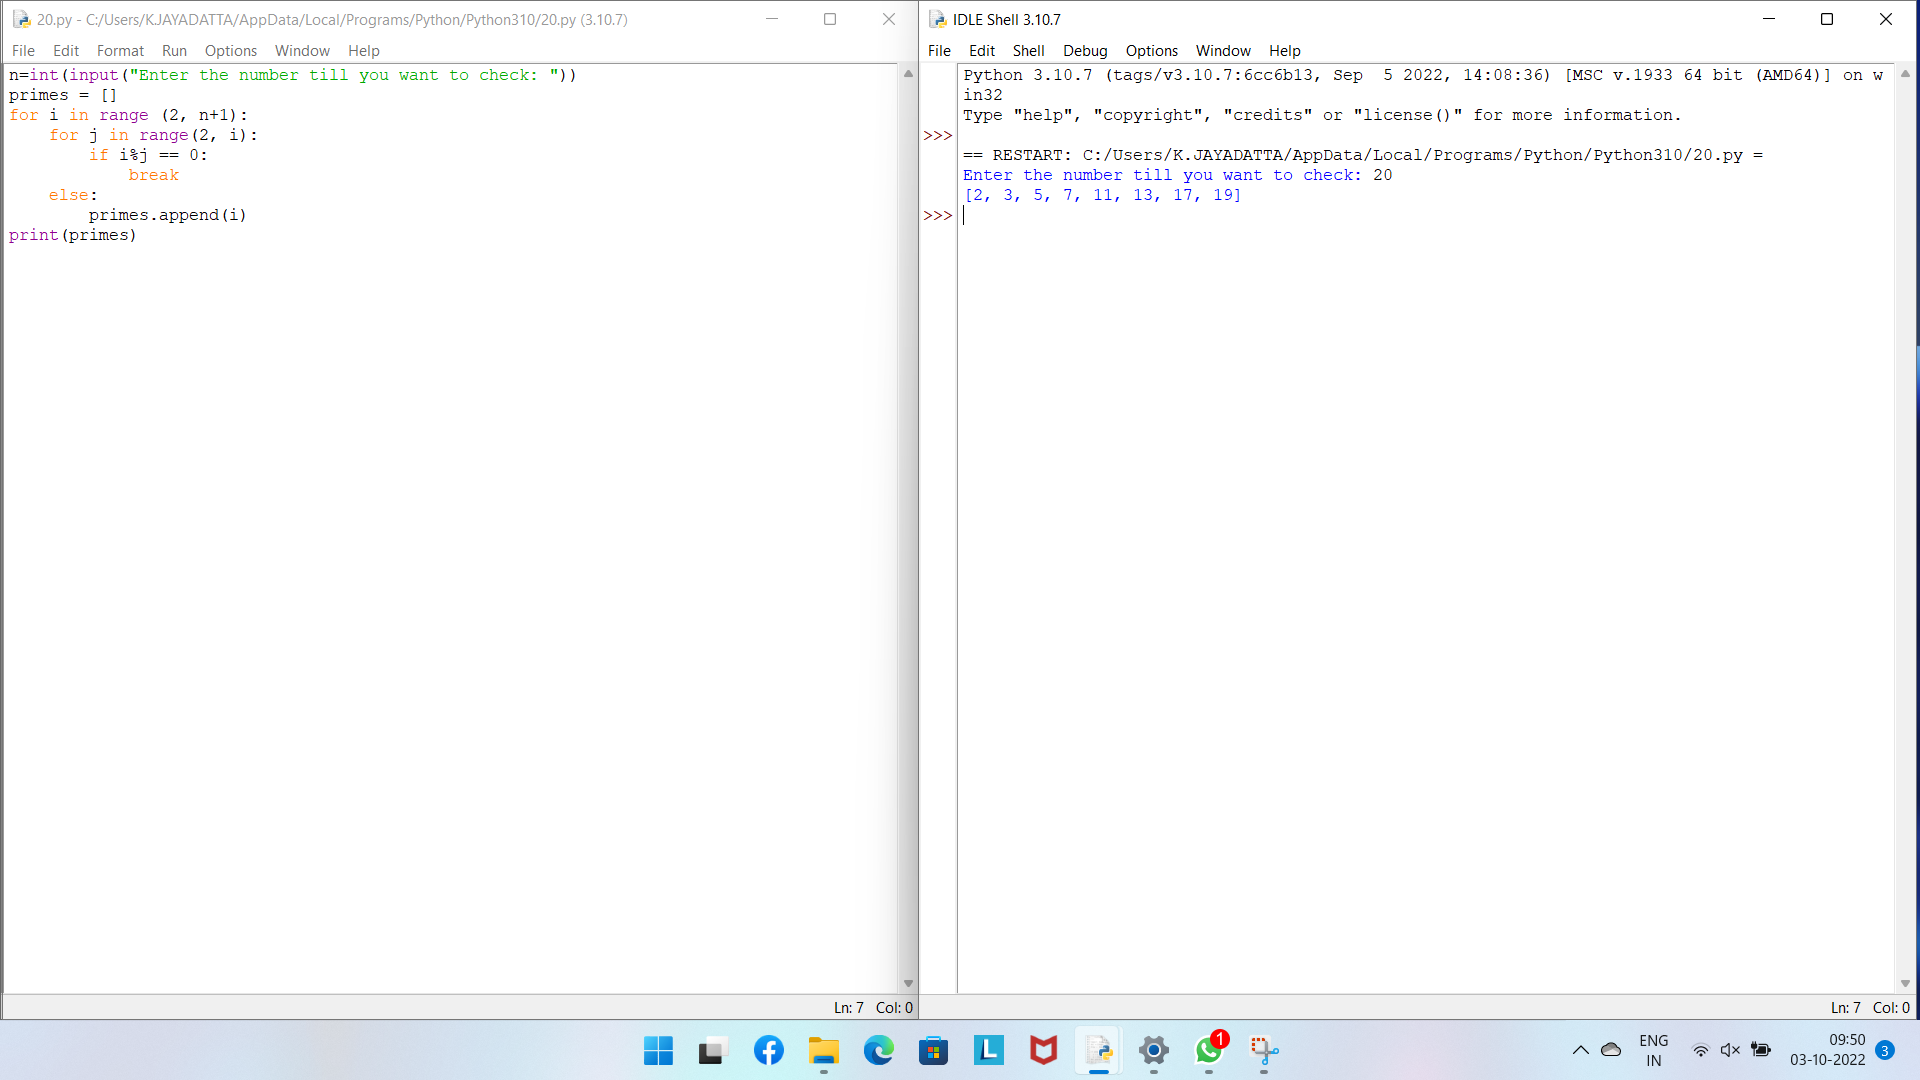 20.py - C:/Users/K.JAYADATTA/AppData/Local/Programs/Python/Python310/20.py (3.10.7)
File Edit Format Run Options Window Help
n=int(input("Enter the number till you want to check: "))
primes = []
for i in range (2, n+1):
    for j in range(2, i):
        if i%j == 0:
            break
    else:
        primes.append(i)
print(primes)
Ln: 7 Col: 0
IDLE Shell 3.10.7
File Edit Shell Debug Options Window Help
Python 3.10.7 (tags/v3.10.7:6cc6b13, Sep  5 2022, 14:08:36) [MSC v.1933 64 bit (AMD64)] on w
in32
Type "help", "copyright", "credits" or "license()" for more information.
>>>
== RESTART: C:/Users/K.JAYADATTA/AppData/Local/Programs/Python/Python310/20.py =
Enter the number till you want to check: 20
[2, 3, 5, 7, 11, 13, 17, 19]
>>>
Ln: 7 Col: 0
L
1
ENG
IN
09:50
03-10-2022
3